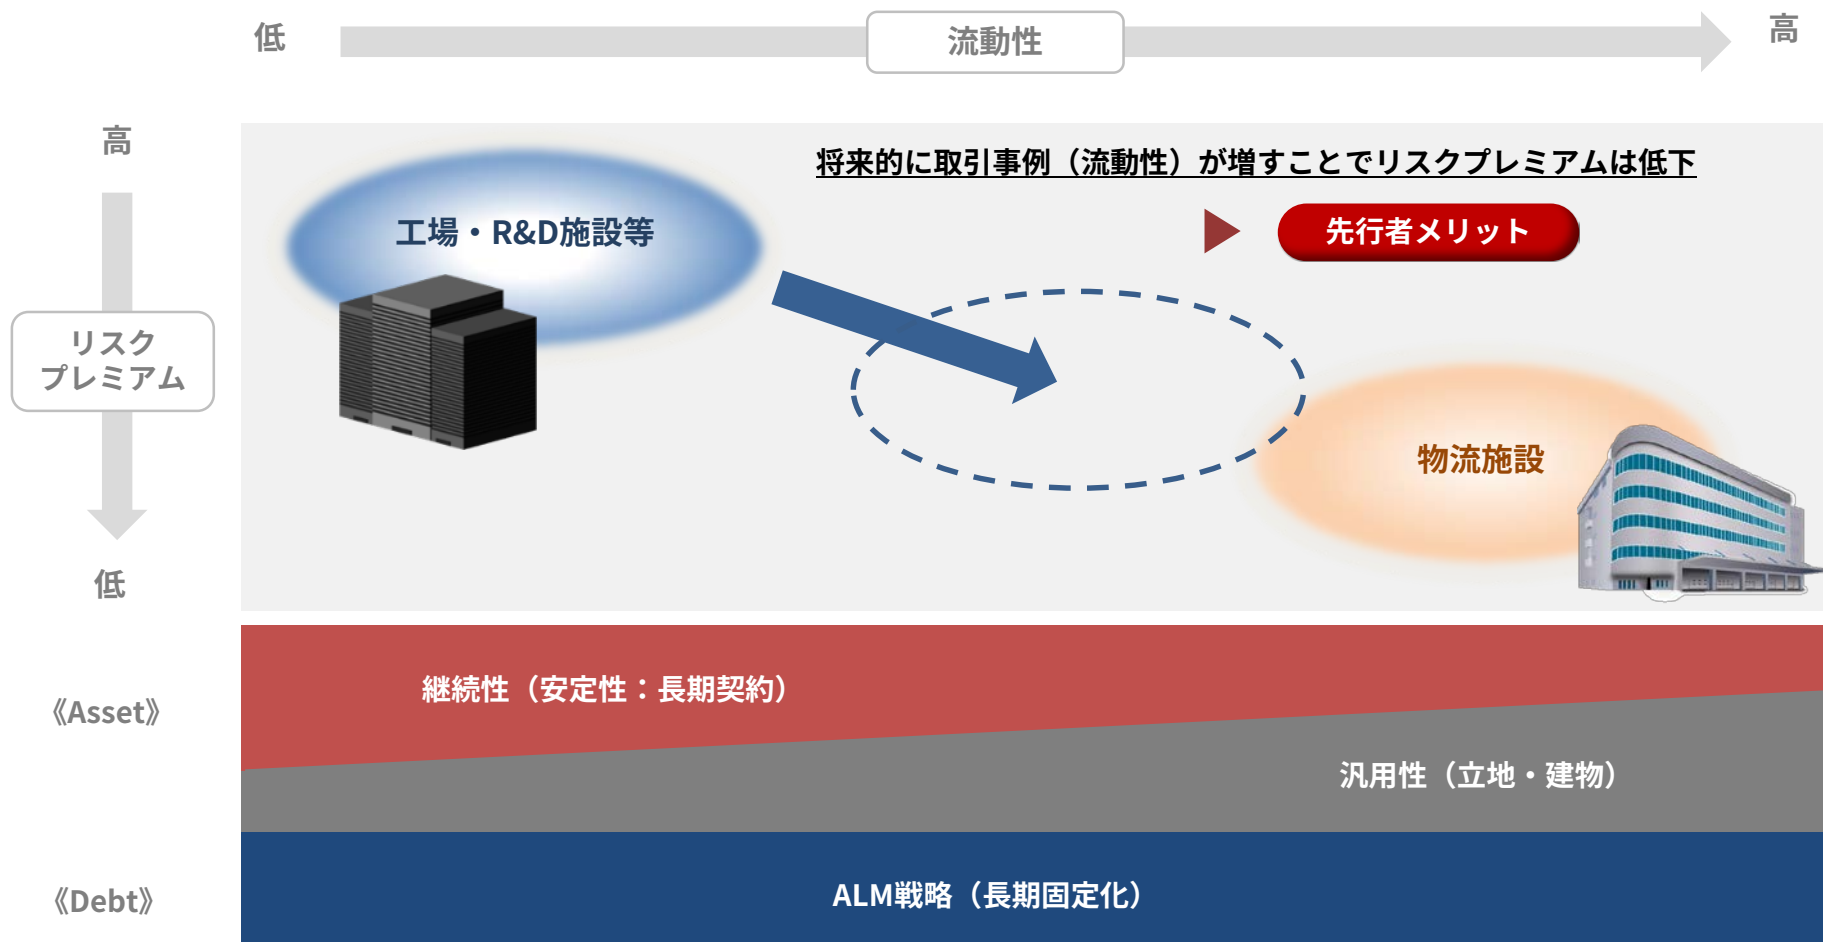 低
流動性
高
高
将来的に取引事例（流動性）が増すことでリスクプレミアムは低下
工場・R&D施設等
先行者メリット
リスク
プレミアム
物流施設
低
継続性（安定性：長期契約）
《Asset》
汎用性（立地・建物）
ALM戦略（長期固定化）
《Debt》